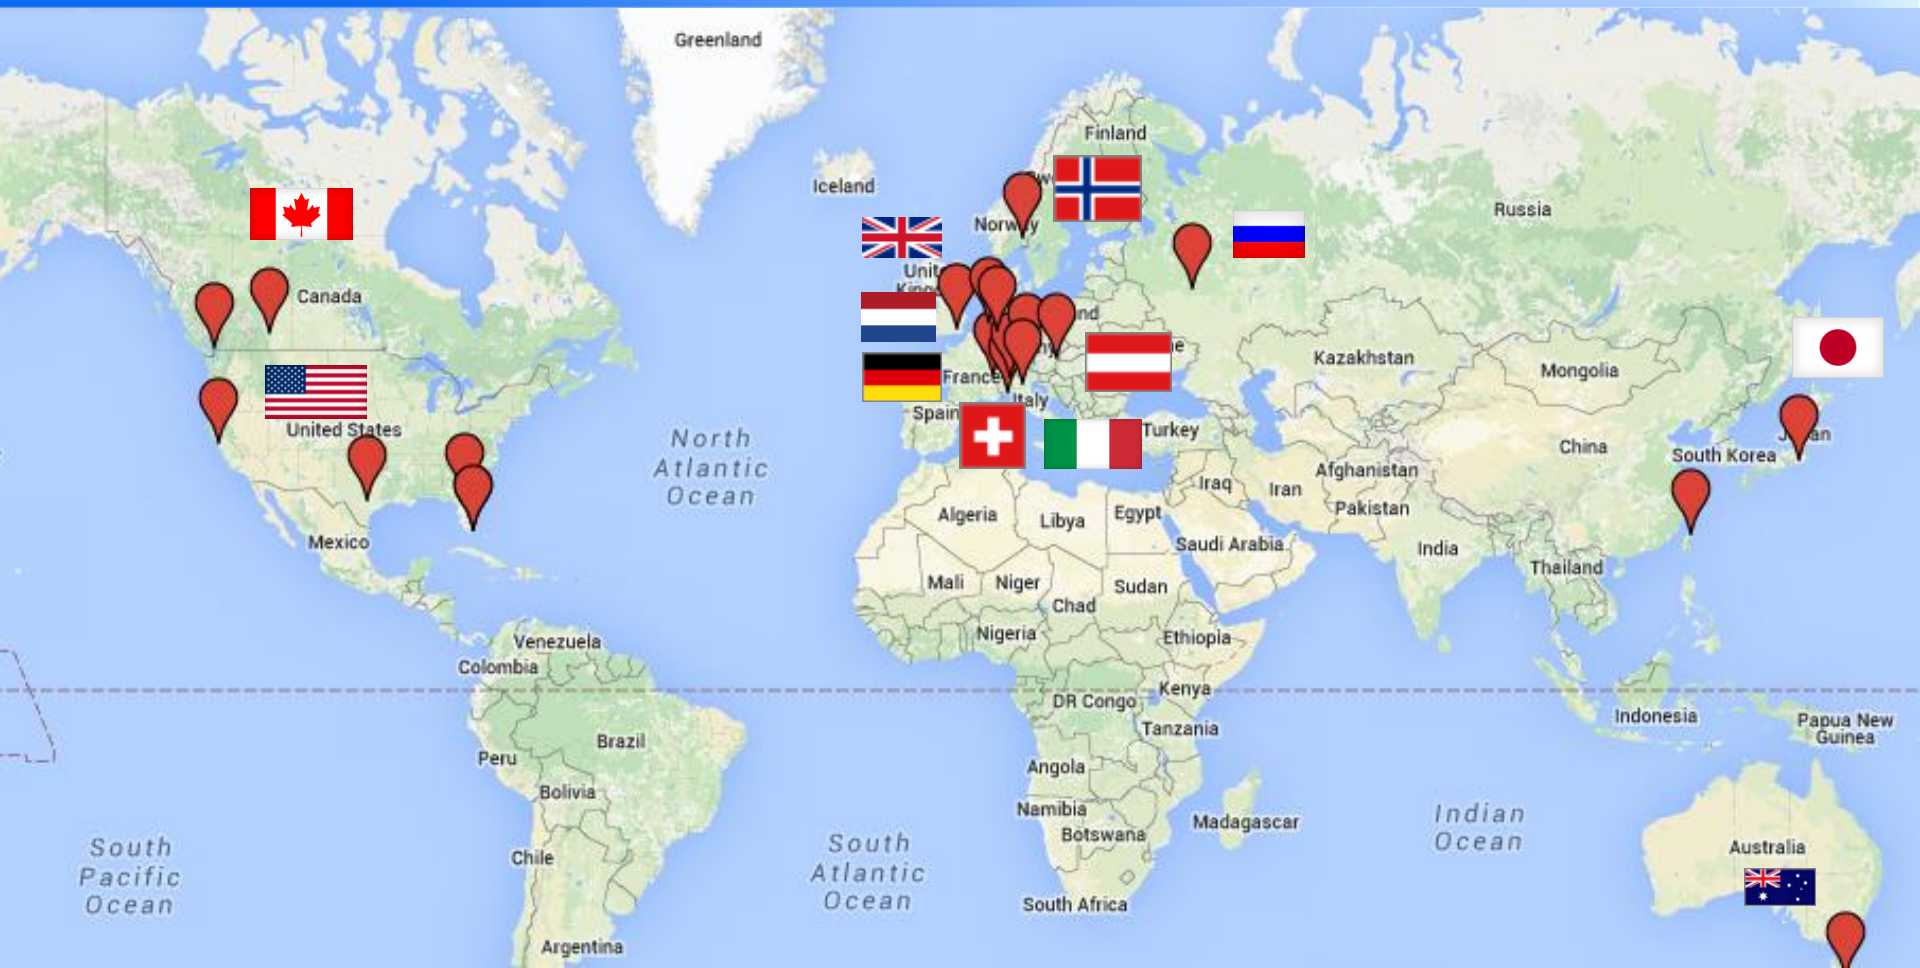 Greenland
Finland
Iceland
Russia
Norway
Canada
Kazakhstan
Mongolia
France
Italy
Spain
United States
Turkey
North
Atlantic
Ocean
China
South Korea
Japan
Afghanistan
Iraq
Iran
Pakistan
Algeria
Libya
Egypt
Mexico
Saudi Arabia
India
Thailand
Mali
Niger
Sudan
Chad
Nigeria
Ethiopia
Venezuela
Colombia
Kenya
DR Congo
Indonesia
Papua New
Guinea
Tanzania
Brazil
Peru
Angola
Bolivia
Namibia
Botswana
Madagascar
Indian
Ocean
South
Pacific
Ocean
South
Atlantic
Ocean
Australia
Chile
South Africa
Argentina